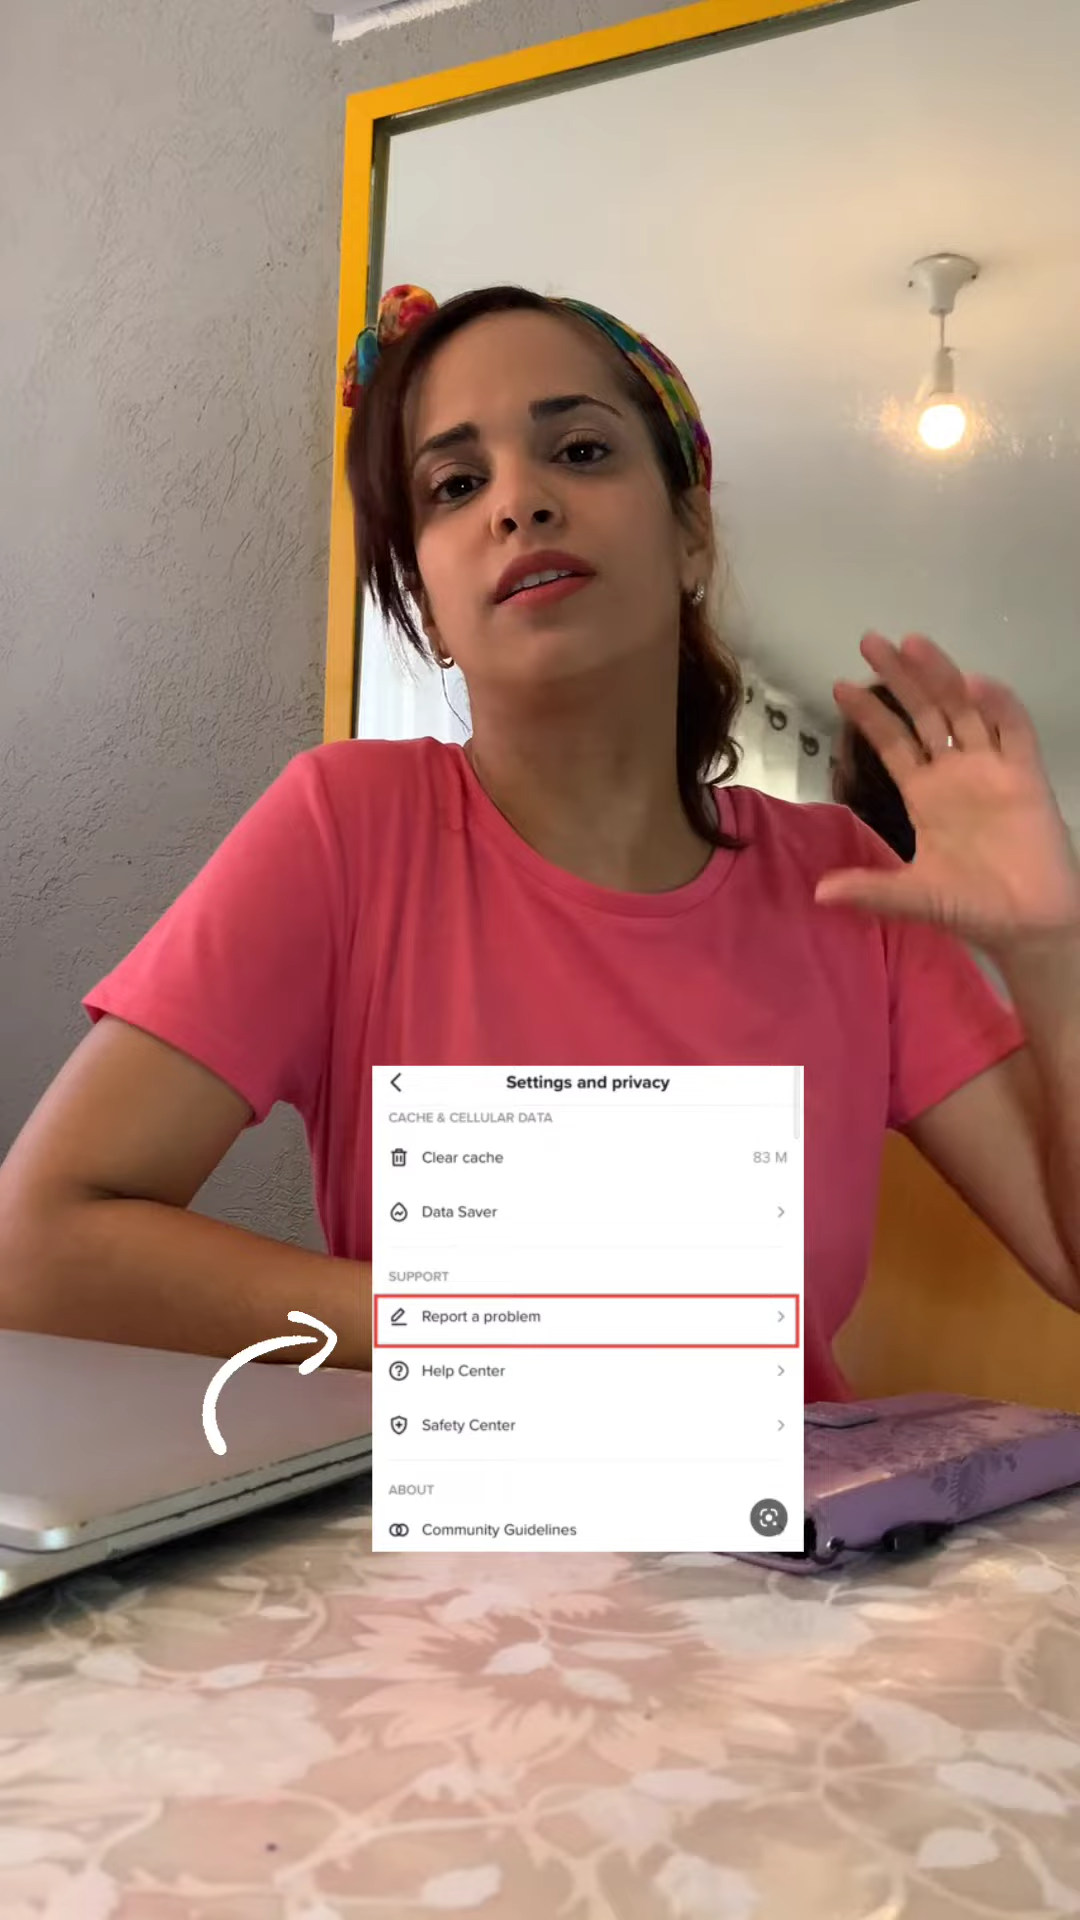 Settings and privacy
CACHE & CELLULAR DATA
Clear cache 83 M
Data Saver
SUPPORT
Report a problem
Help Center
Safety Center
ABOUT
Community Guidelines